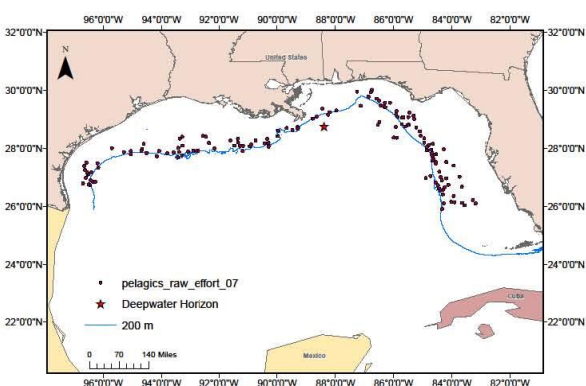 96°0'0"W 94°0'0"W 92°0'0"W 90°0'0"W 88°0'0"W 86°0'0"W 84°0'0"W 82°0'0"W
32°0'0"N 32°0'0"N
N
United States
30°0'0"N 30°0'0"N
28°0'0"N 28°0'0"N
26°0'0"N 26°0'0"N
24°0'0"N 24°0'0"N
pelagics_raw_effort_07
Cuba
Deepwater Horizon
22°0'0"N 22°0'0"N
200 m
0 70 140 Miles
Mexico
96°0'0"W 94°0'0"W 92°0'0"W 90°0'0"W 88°0'0"W 86°0'0"W 84°0'0"W 82°0'0"W